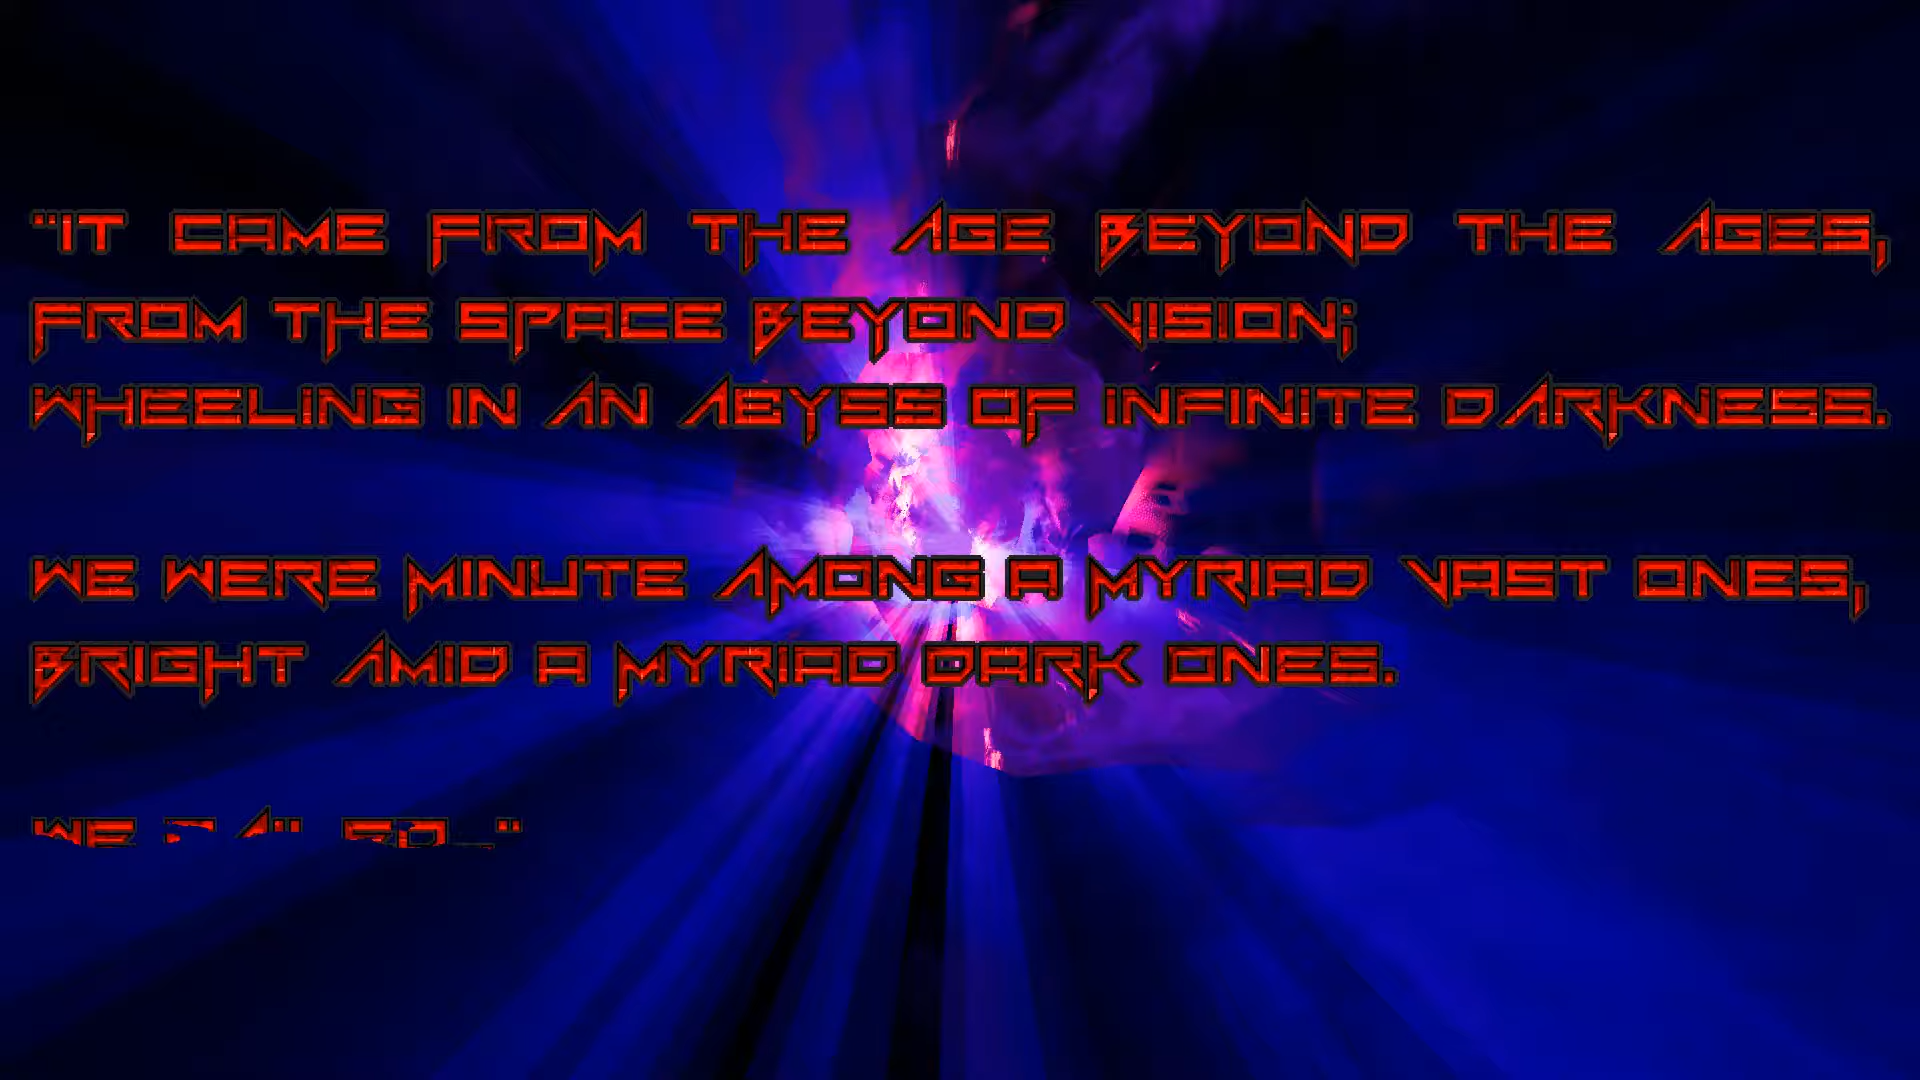 "IT CAME FROM THE AGE BEYOND THE AGES,
FROM THE SPACE BEYOND VISION;
WHEELING IN AN ABYSS OF INFINITE DARKNESS.
WE WERE MINUTE AMONG A MYRIAD VAST ONES,
BRIGHT AMID A MYRIAD DARK ONES.
WE